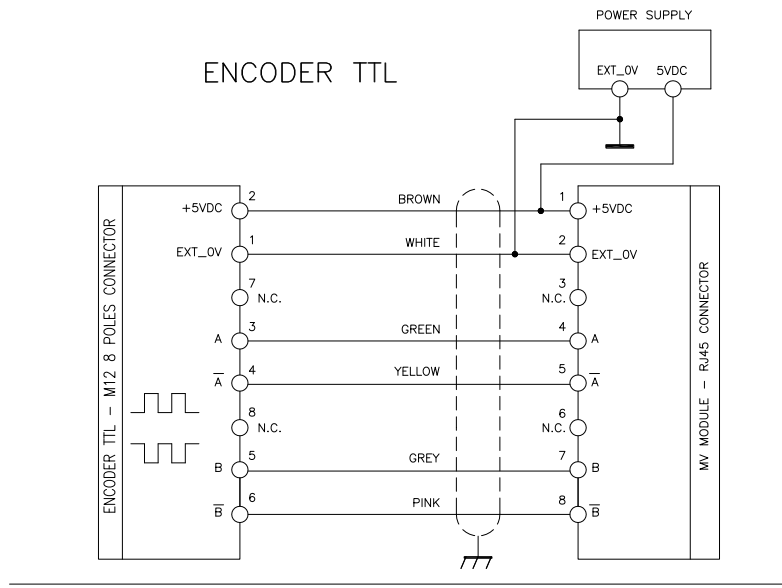 POWER SUPPLY
ENCODER TTL
EXT_0V 5VDC
2 BROWN 1
+5VDC +5VDC
1 WHITE 2
EXT_0V EXT_0V
7 3
N.C. N.C.
3 GREEN 4
A A
4 YELLOW 5
A̅ A̅
8 6
N.C. N.C.
5 GREY 7
B B
6 PINK 8
B̅ B̅
ENCODER TTL – M12 8 POLES CONNECTOR
MV MODULE – RJ45 CONNECTOR